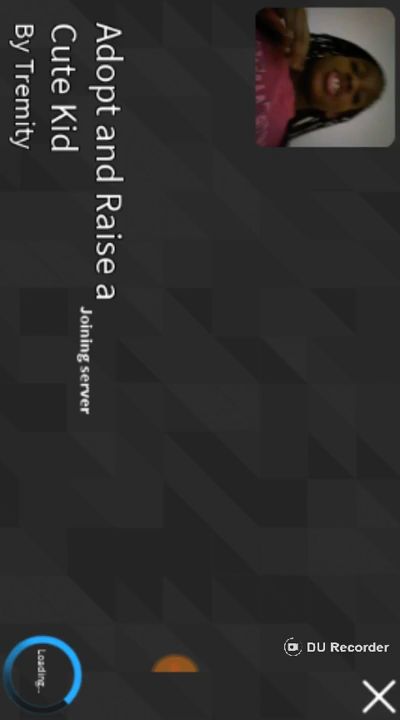 Adopt and Raise a
Cute Kid
By Tremity
Joining server
Loading...
DU Recorder